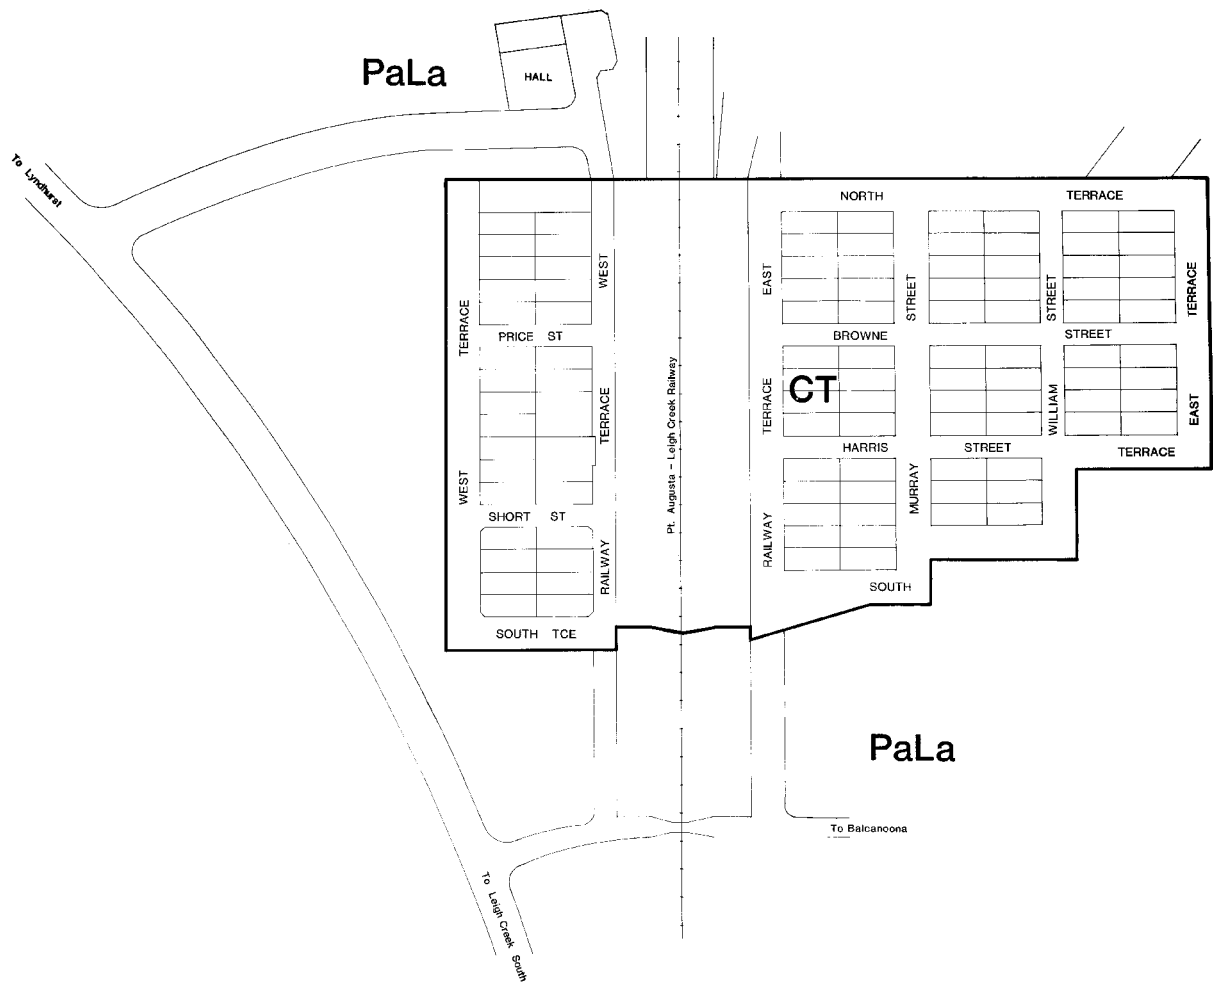 PaLa
HALL
To Lyndhurst
NORTH TERRACE
WEST TERRACE
RAILWAY TERRACE WEST
PRICE ST
SHORT ST
SOUTH TCE
Pt. Augusta – Leigh Creek Railway
RAILWAY TERRACE EAST
MURRAY STREET
WILLIAM STREET
EAST TERRACE
BROWNE STREET
CT
HARRIS STREET
SOUTH TERRACE
PaLa
To Balcanoona
To Leigh Creek South